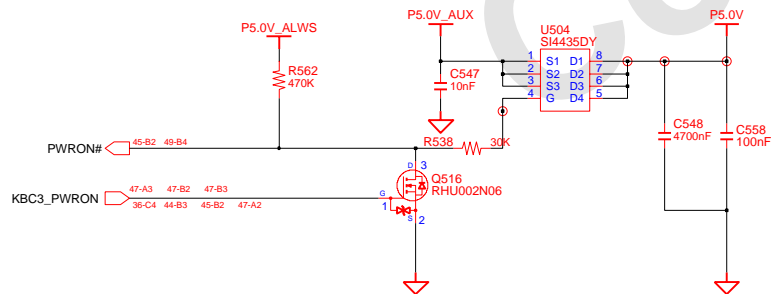 P5.0V_AUX
U504
P5.0V
P5.0V_ALWS
SI4435DY
1 S1 D1 8
2 S2 D2 7
3 S3 D3 6
4 G D4 5
R562
470K
C547
10nF
C548
4700nF
C558
100nF
R538 30K
PWRON# 45-B2 49-B4
D 3
Q516
RHU002N06
47-A3 47-B2 47-B3
KBC3_PWRON
G
1
36-C4 44-B3 45-B2 47-A2
S 2